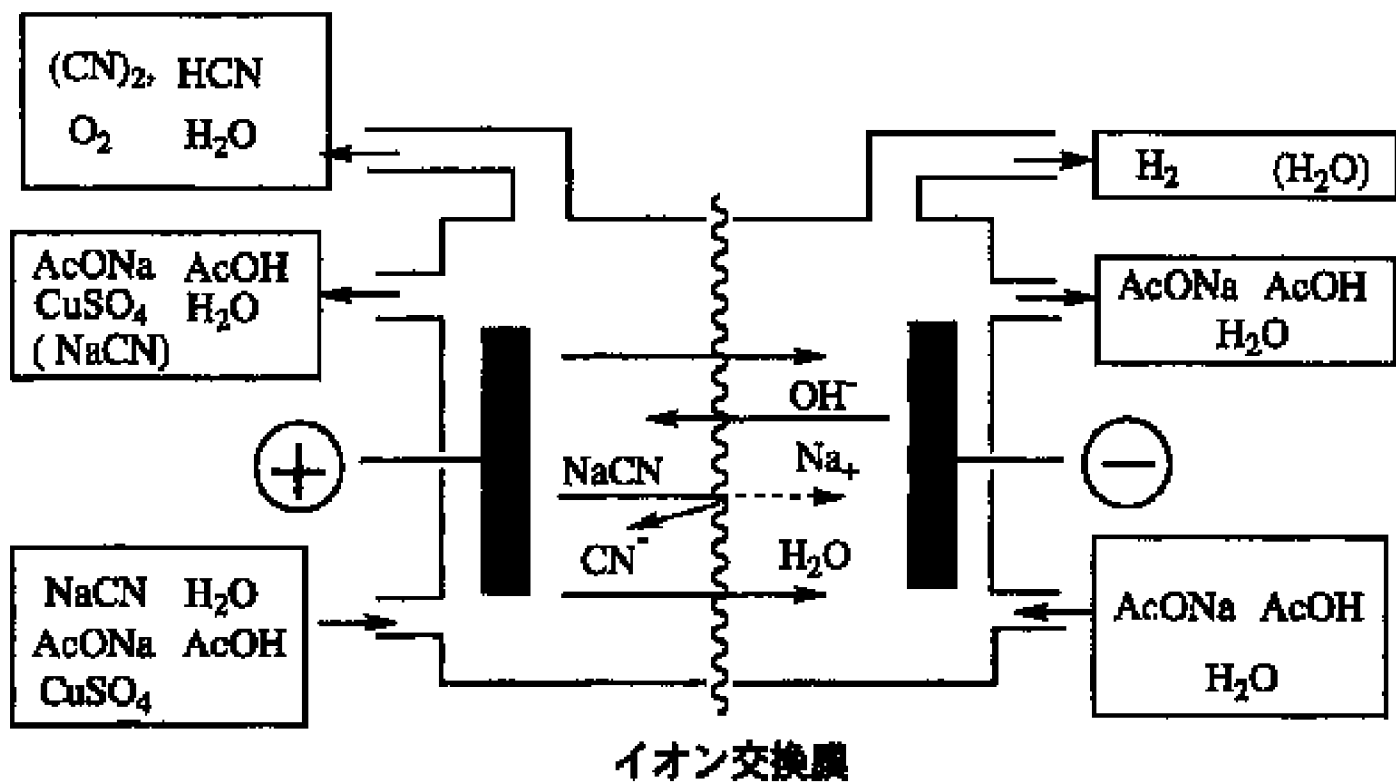 (CN)₂, HCN
O₂ H₂O
AcONa AcOH
CuSO₄ H₂O
( NaCN)
+
NaCN H₂O
AcONa AcOH
CuSO₄
OH⁻
NaCN Na₊
CN⁻ H₂O
H₂ (H₂O)
AcONa AcOH
H₂O
−
AcONa AcOH
H₂O
イオン交換膜